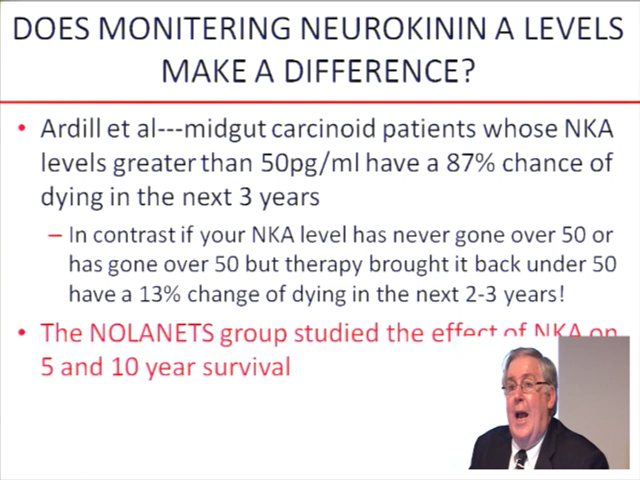 DOES MONITERING NEUROKININ A LEVELS
MAKE A DIFFERENCE?
• Ardill et al---midgut carcinoid patients whose NKA
levels greater than 50pg/ml have a 87% chance of
dying in the next 3 years
– In contrast if your NKA level has never gone over 50 or
has gone over 50 but therapy brought it back under 50
have a 13% change of dying in the next 2-3 years!
• The NOLANETS group studied the effect of NKA on
5 and 10 year survival